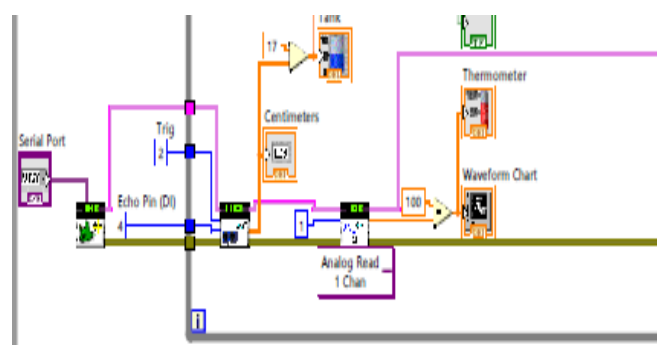 Tank
17
Thermometer
Centimeters
Trig
2
Serial Port
Waveform Chart
Echo Pin (DI)
4
100
1
Analog Read
1 Chan
i